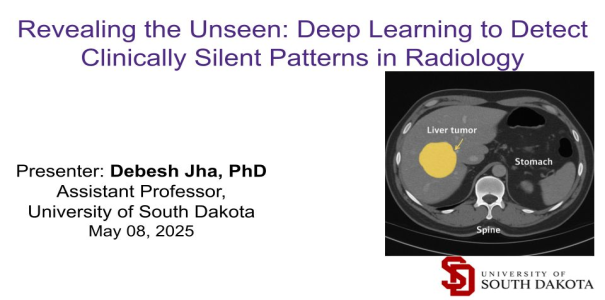 Revealing the Unseen: Deep Learning to Detect
Clinically Silent Patterns in Radiology
Liver tumor
Stomach
Spine
Presenter: Debesh Jha, PhD
Assistant Professor,
University of South Dakota
May 08, 2025
SD
UNIVERSITY OF
SOUTH DAKOTA